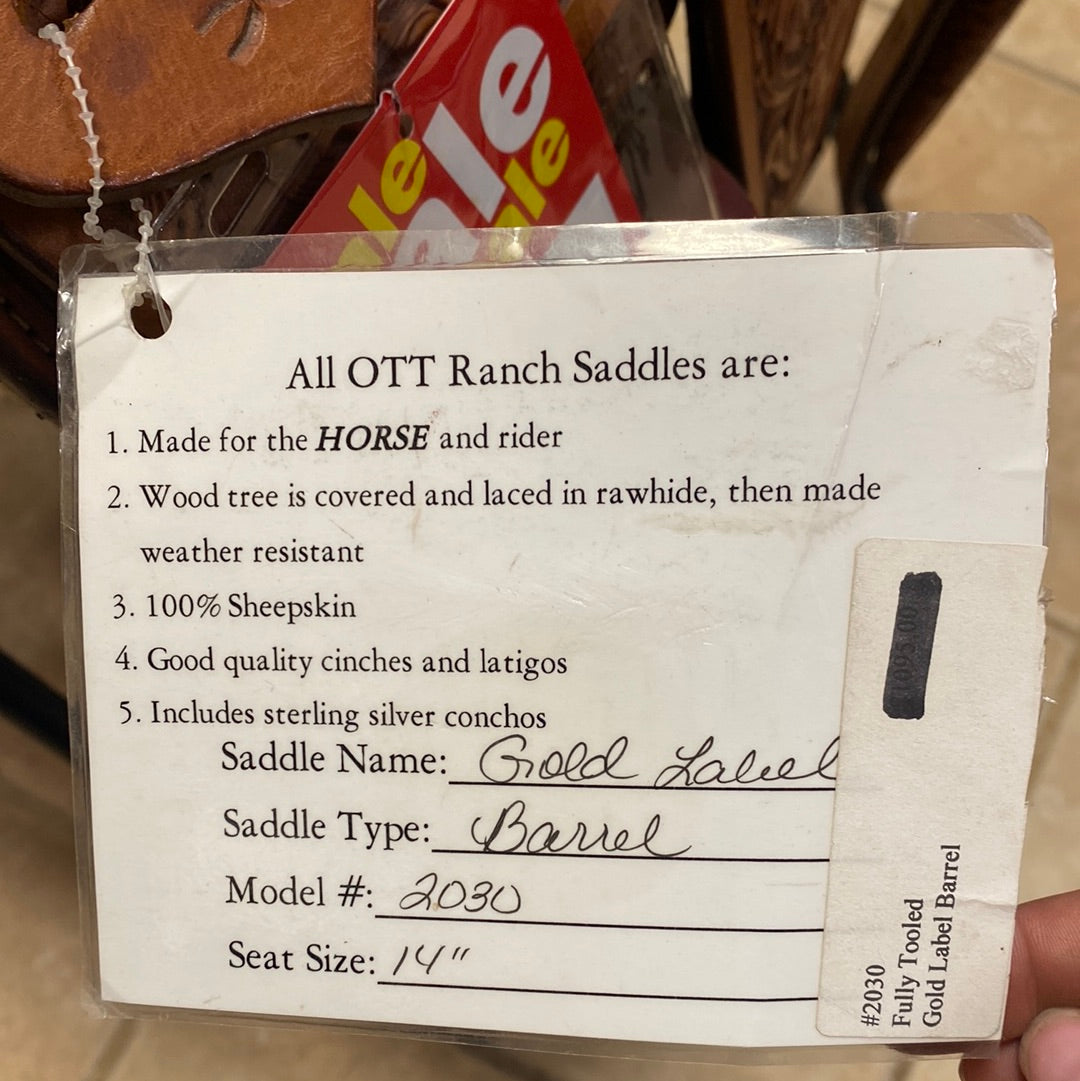 ale
ale
ale
All OTT Ranch Saddles are:
1. Made for the HORSE and rider
2. Wood tree is covered and laced in rawhide, then made
weather resistant
3. 100% Sheepskin
4. Good quality cinches and latigos
5. Includes sterling silver conchos
Saddle Name: Gold Label
Saddle Type: Barrel
Model #: 2030
Seat Size: 14"
#2030
Fully Tooled
Gold Label Barrel